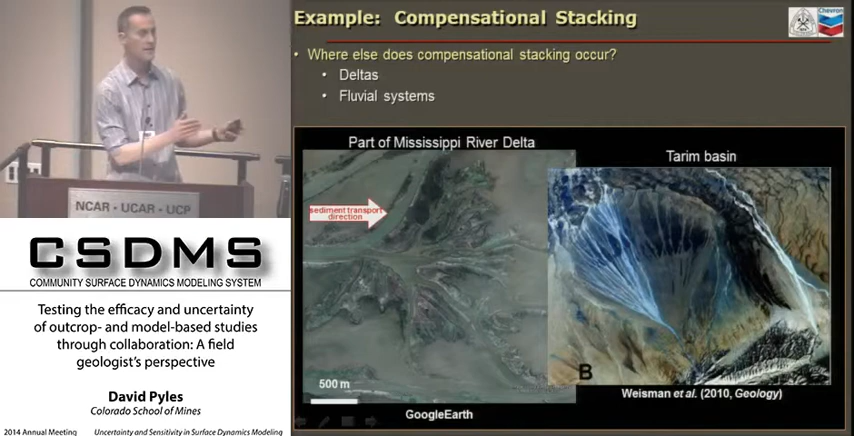 Example: Compensational Stacking
Chevron
• Where else does compensational stacking occur?
• Deltas
• Fluvial systems
Part of Mississippi River Delta
Tarim basin
sediment transport
direction
500 m
B
GoogleEarth
Weisman et al. (2010, Geology)
NCAR - UCAR - UCP
CSDMS
COMMUNITY SURFACE DYNAMICS MODELING SYSTEM
Testing the efficacy and uncertainty
of outcrop- and model-based studies
through collaboration: A field
geologist's perspective
David Pyles
Colorado School of Mines
2014 Annual Meeting
Uncertainty and Sensitivity in Surface Dynamics Modeling